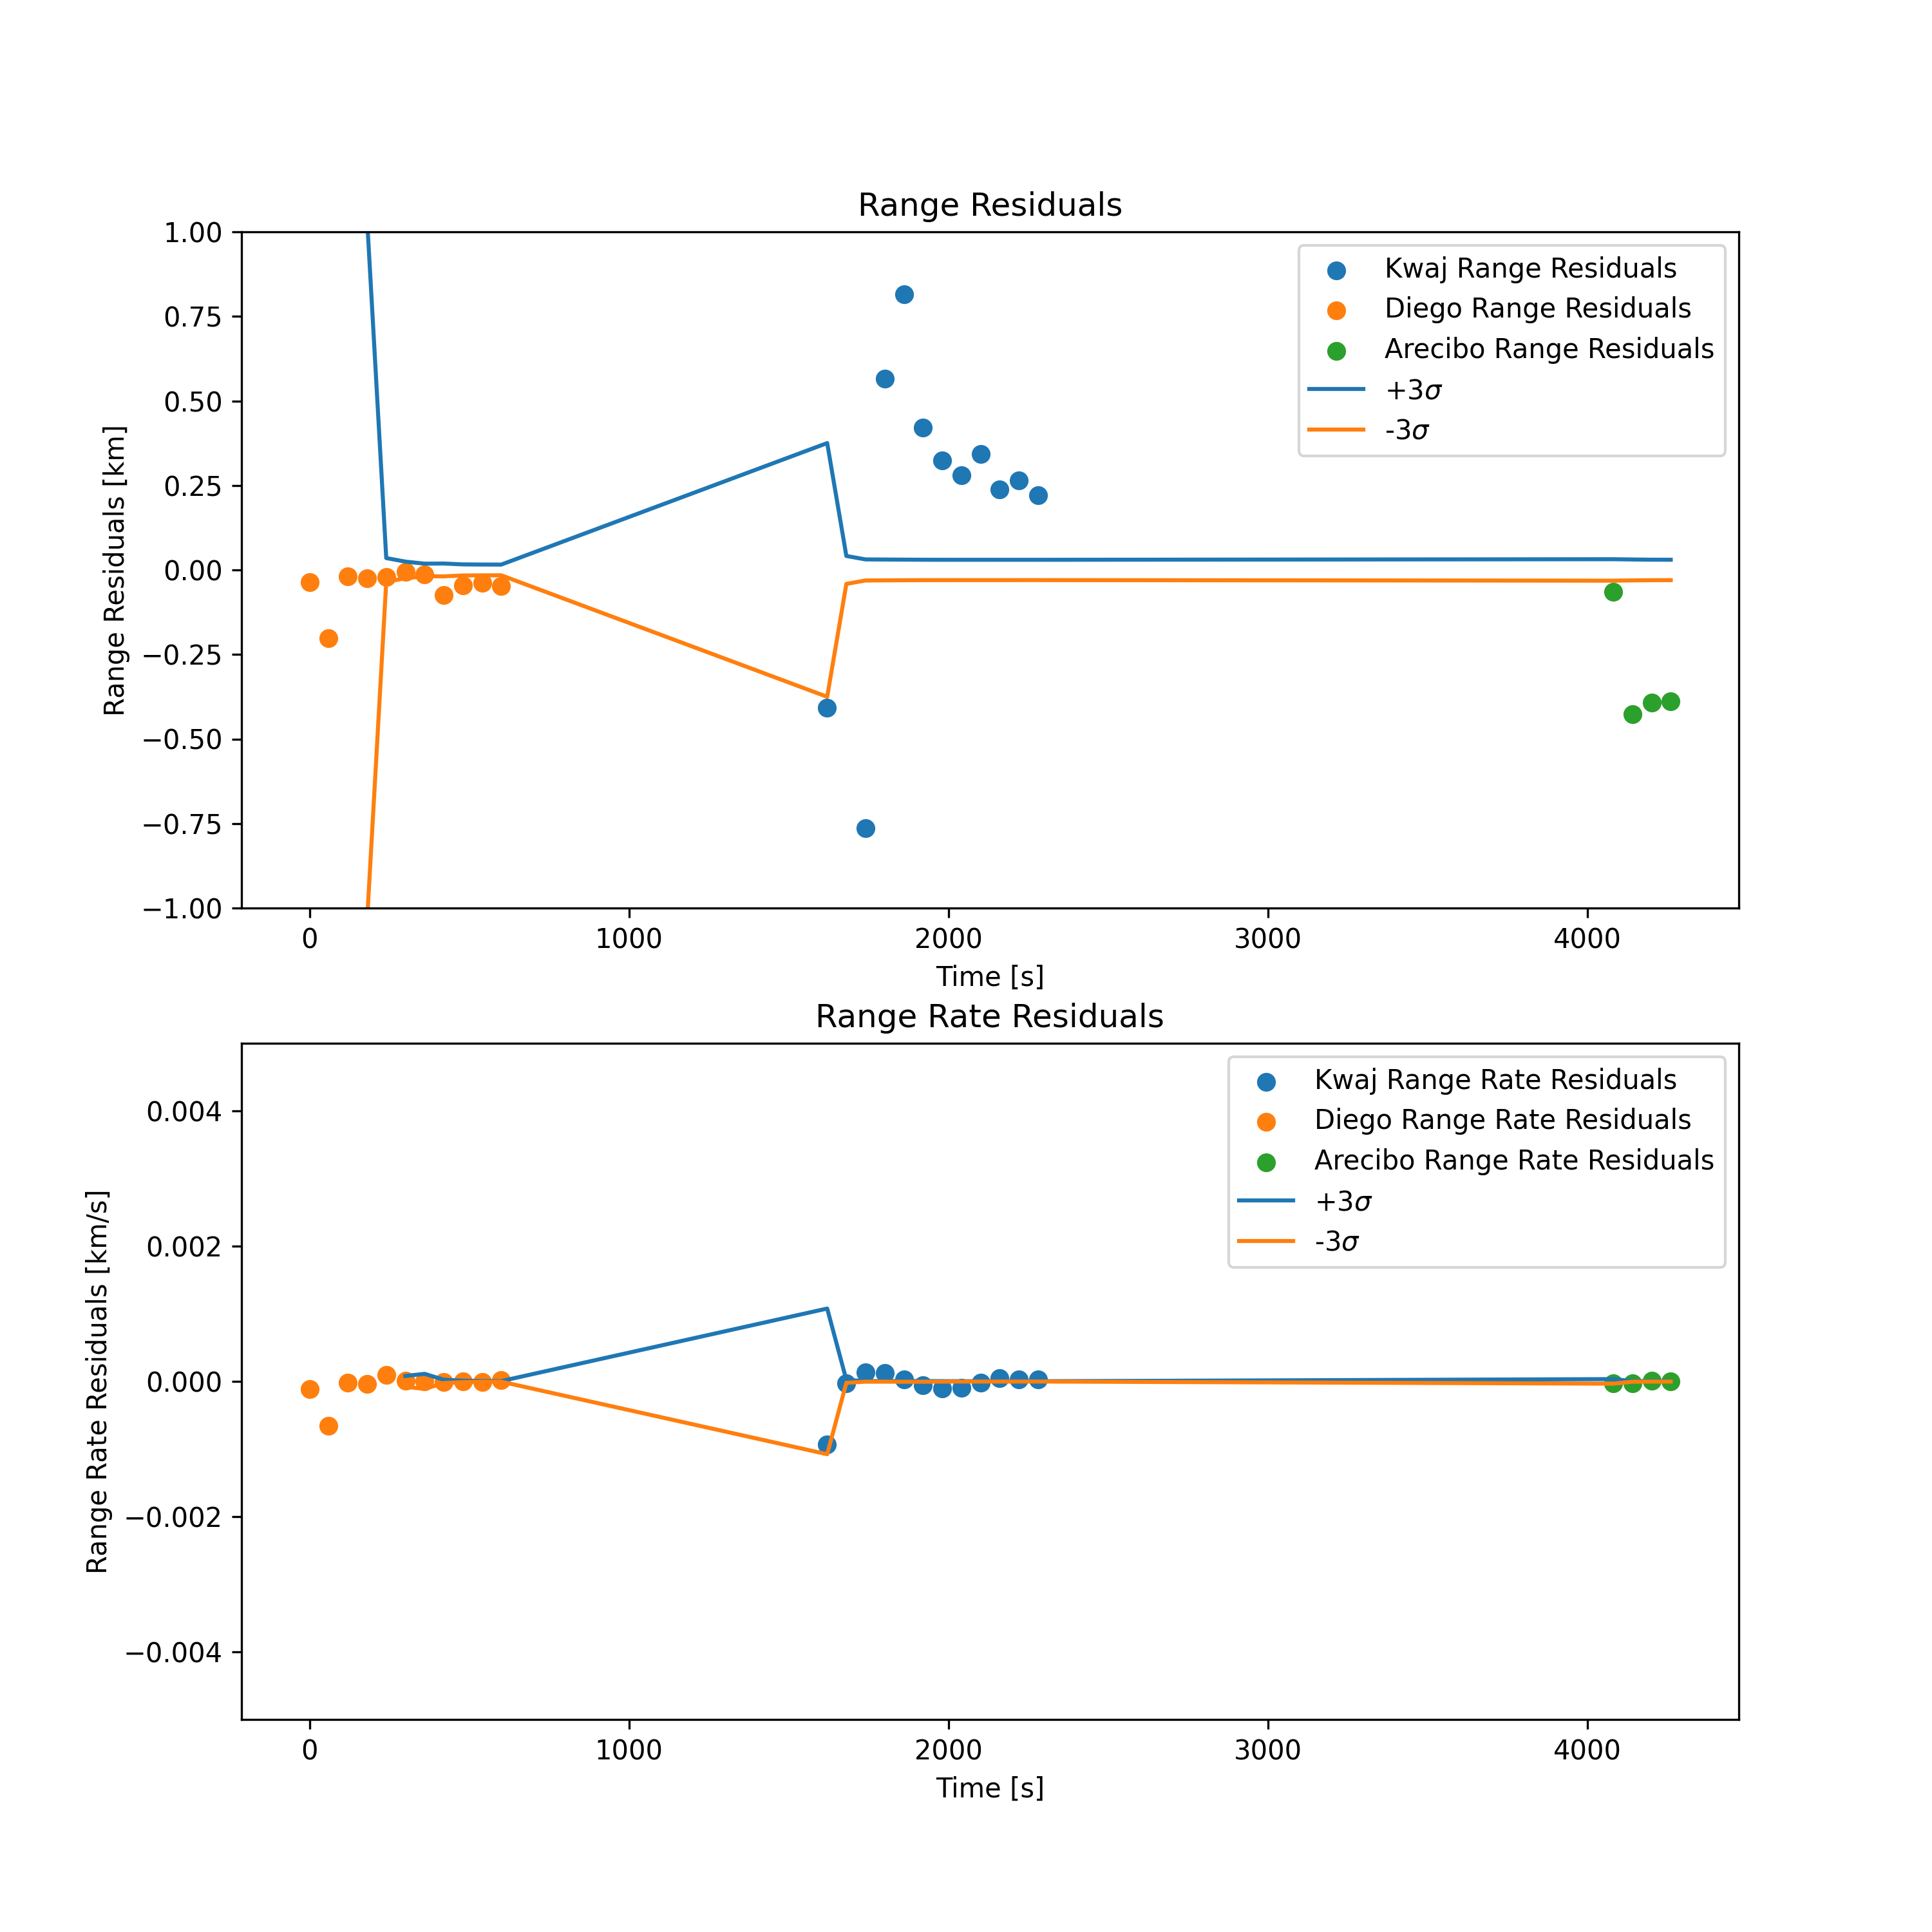 Range Residuals
1.00
0.75
0.50
0.25
0.00
−0.25
−0.50
−0.75
−1.00
Range Residuals [km]
Kwaj Range Residuals
Diego Range Residuals
Arecibo Range Residuals
+3σ
-3σ
0 1000 2000 3000 4000
Time [s]
Range Rate Residuals
0.004
0.002
0.000
−0.002
−0.004
Range Rate Residuals [km/s]
Kwaj Range Rate Residuals
Diego Range Rate Residuals
Arecibo Range Rate Residuals
+3σ
-3σ
0 1000 2000 3000 4000
Time [s]